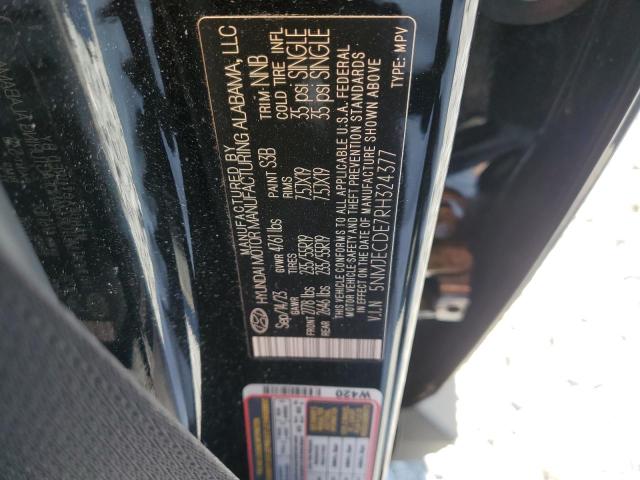 MANUFACTURED BY
HYUNDAI MOTOR MANUFACTURING ALABAMA, LLC
Sep/14/23 GVWR 4761 lbs PAINT S3B TRIM-NNB
GAWR TIRES RIMS COLD TIRE INFL
FRONT 2778 lbs 235/55R19 7.5JX19 35 psi SINGLE
REAR 2646 lbs 235/55R19 7.5JX19 35 psi SINGLE
THIS VEHICLE CONFORMS TO ALL APPLICABLE U.S.A. FEDERAL
MOTOR VEHICLE SAFETY AND THEFT PREVENTION STANDARDS
IN EFFECT ON THE DATE OF MANUFACTURE SHOWN ABOVE
V.I.N 5NMJECDE7RH324377 TYPE: MPV
W420